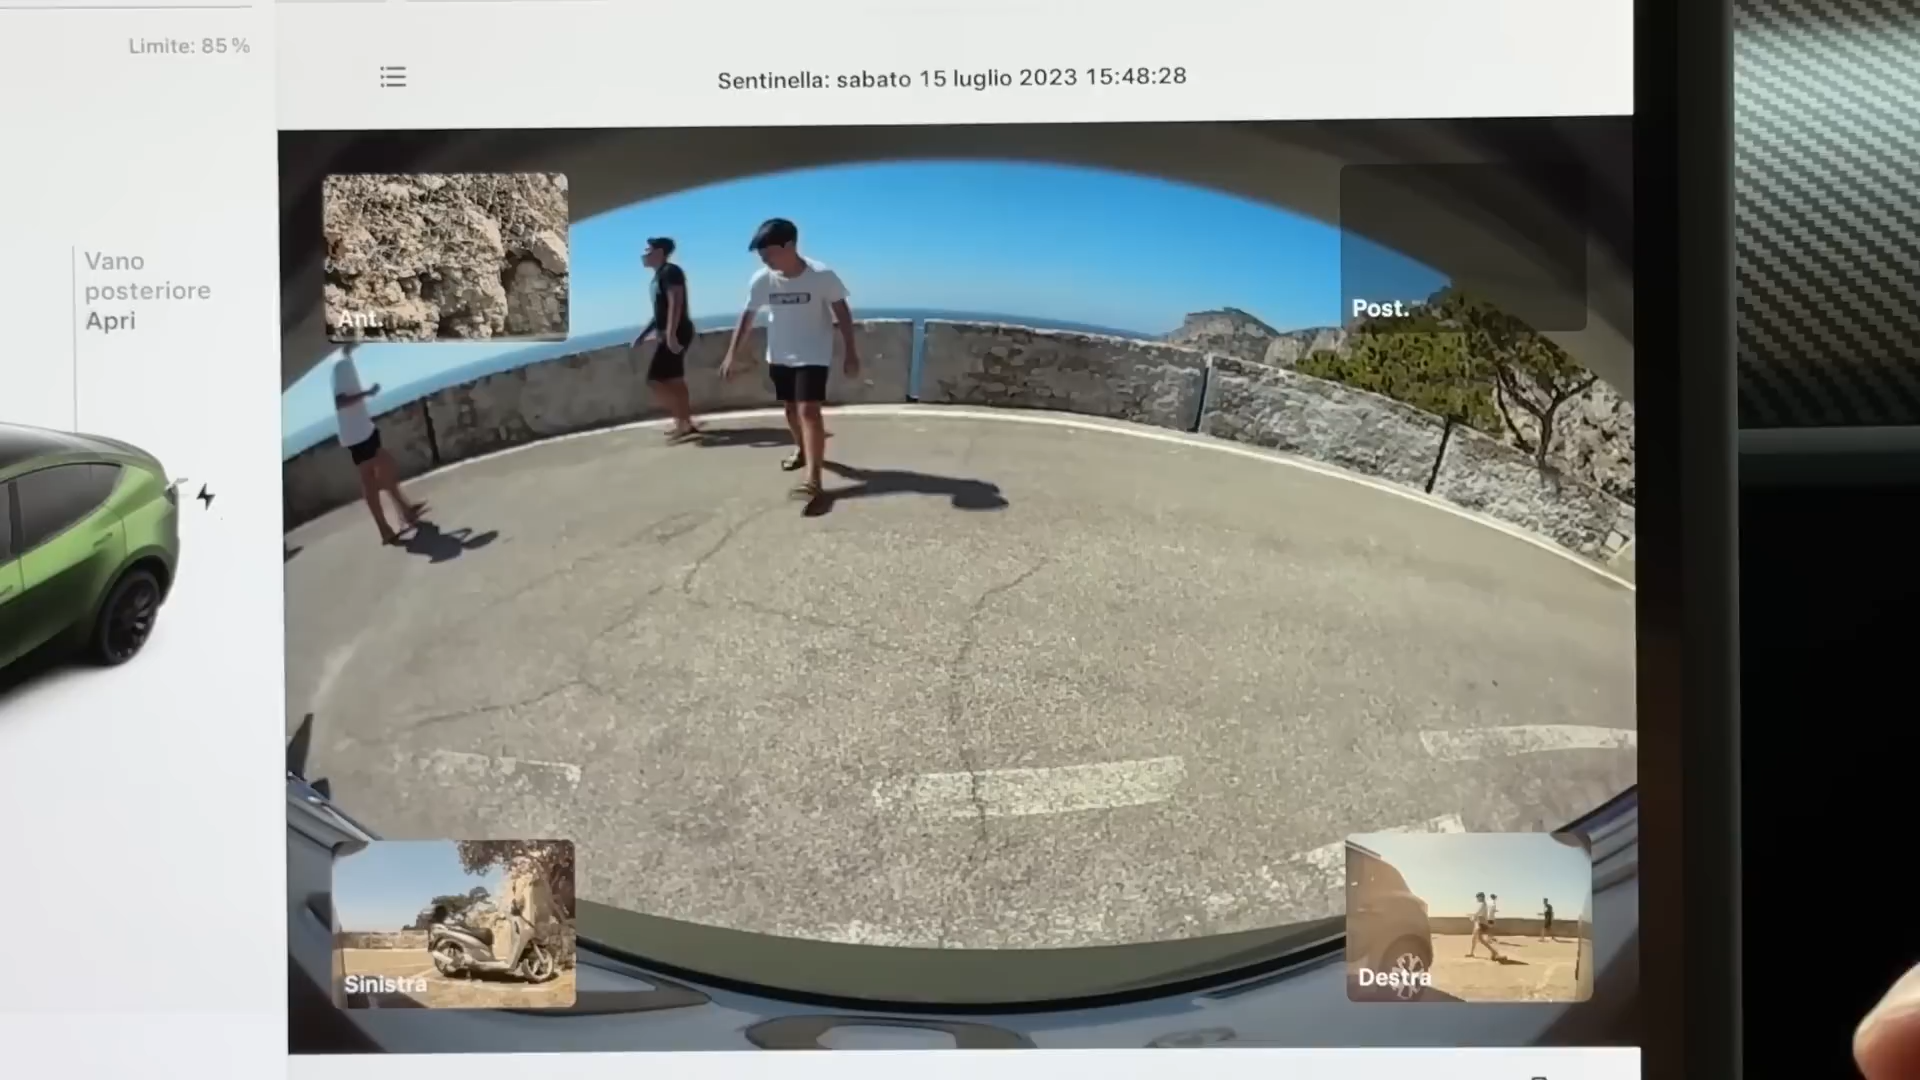 Limite: 85 %
Sentinella: sabato 15 luglio 2023 15:48:28
Vano
posteriore
Apri
Ant.
Post.
Sinistra
Destra